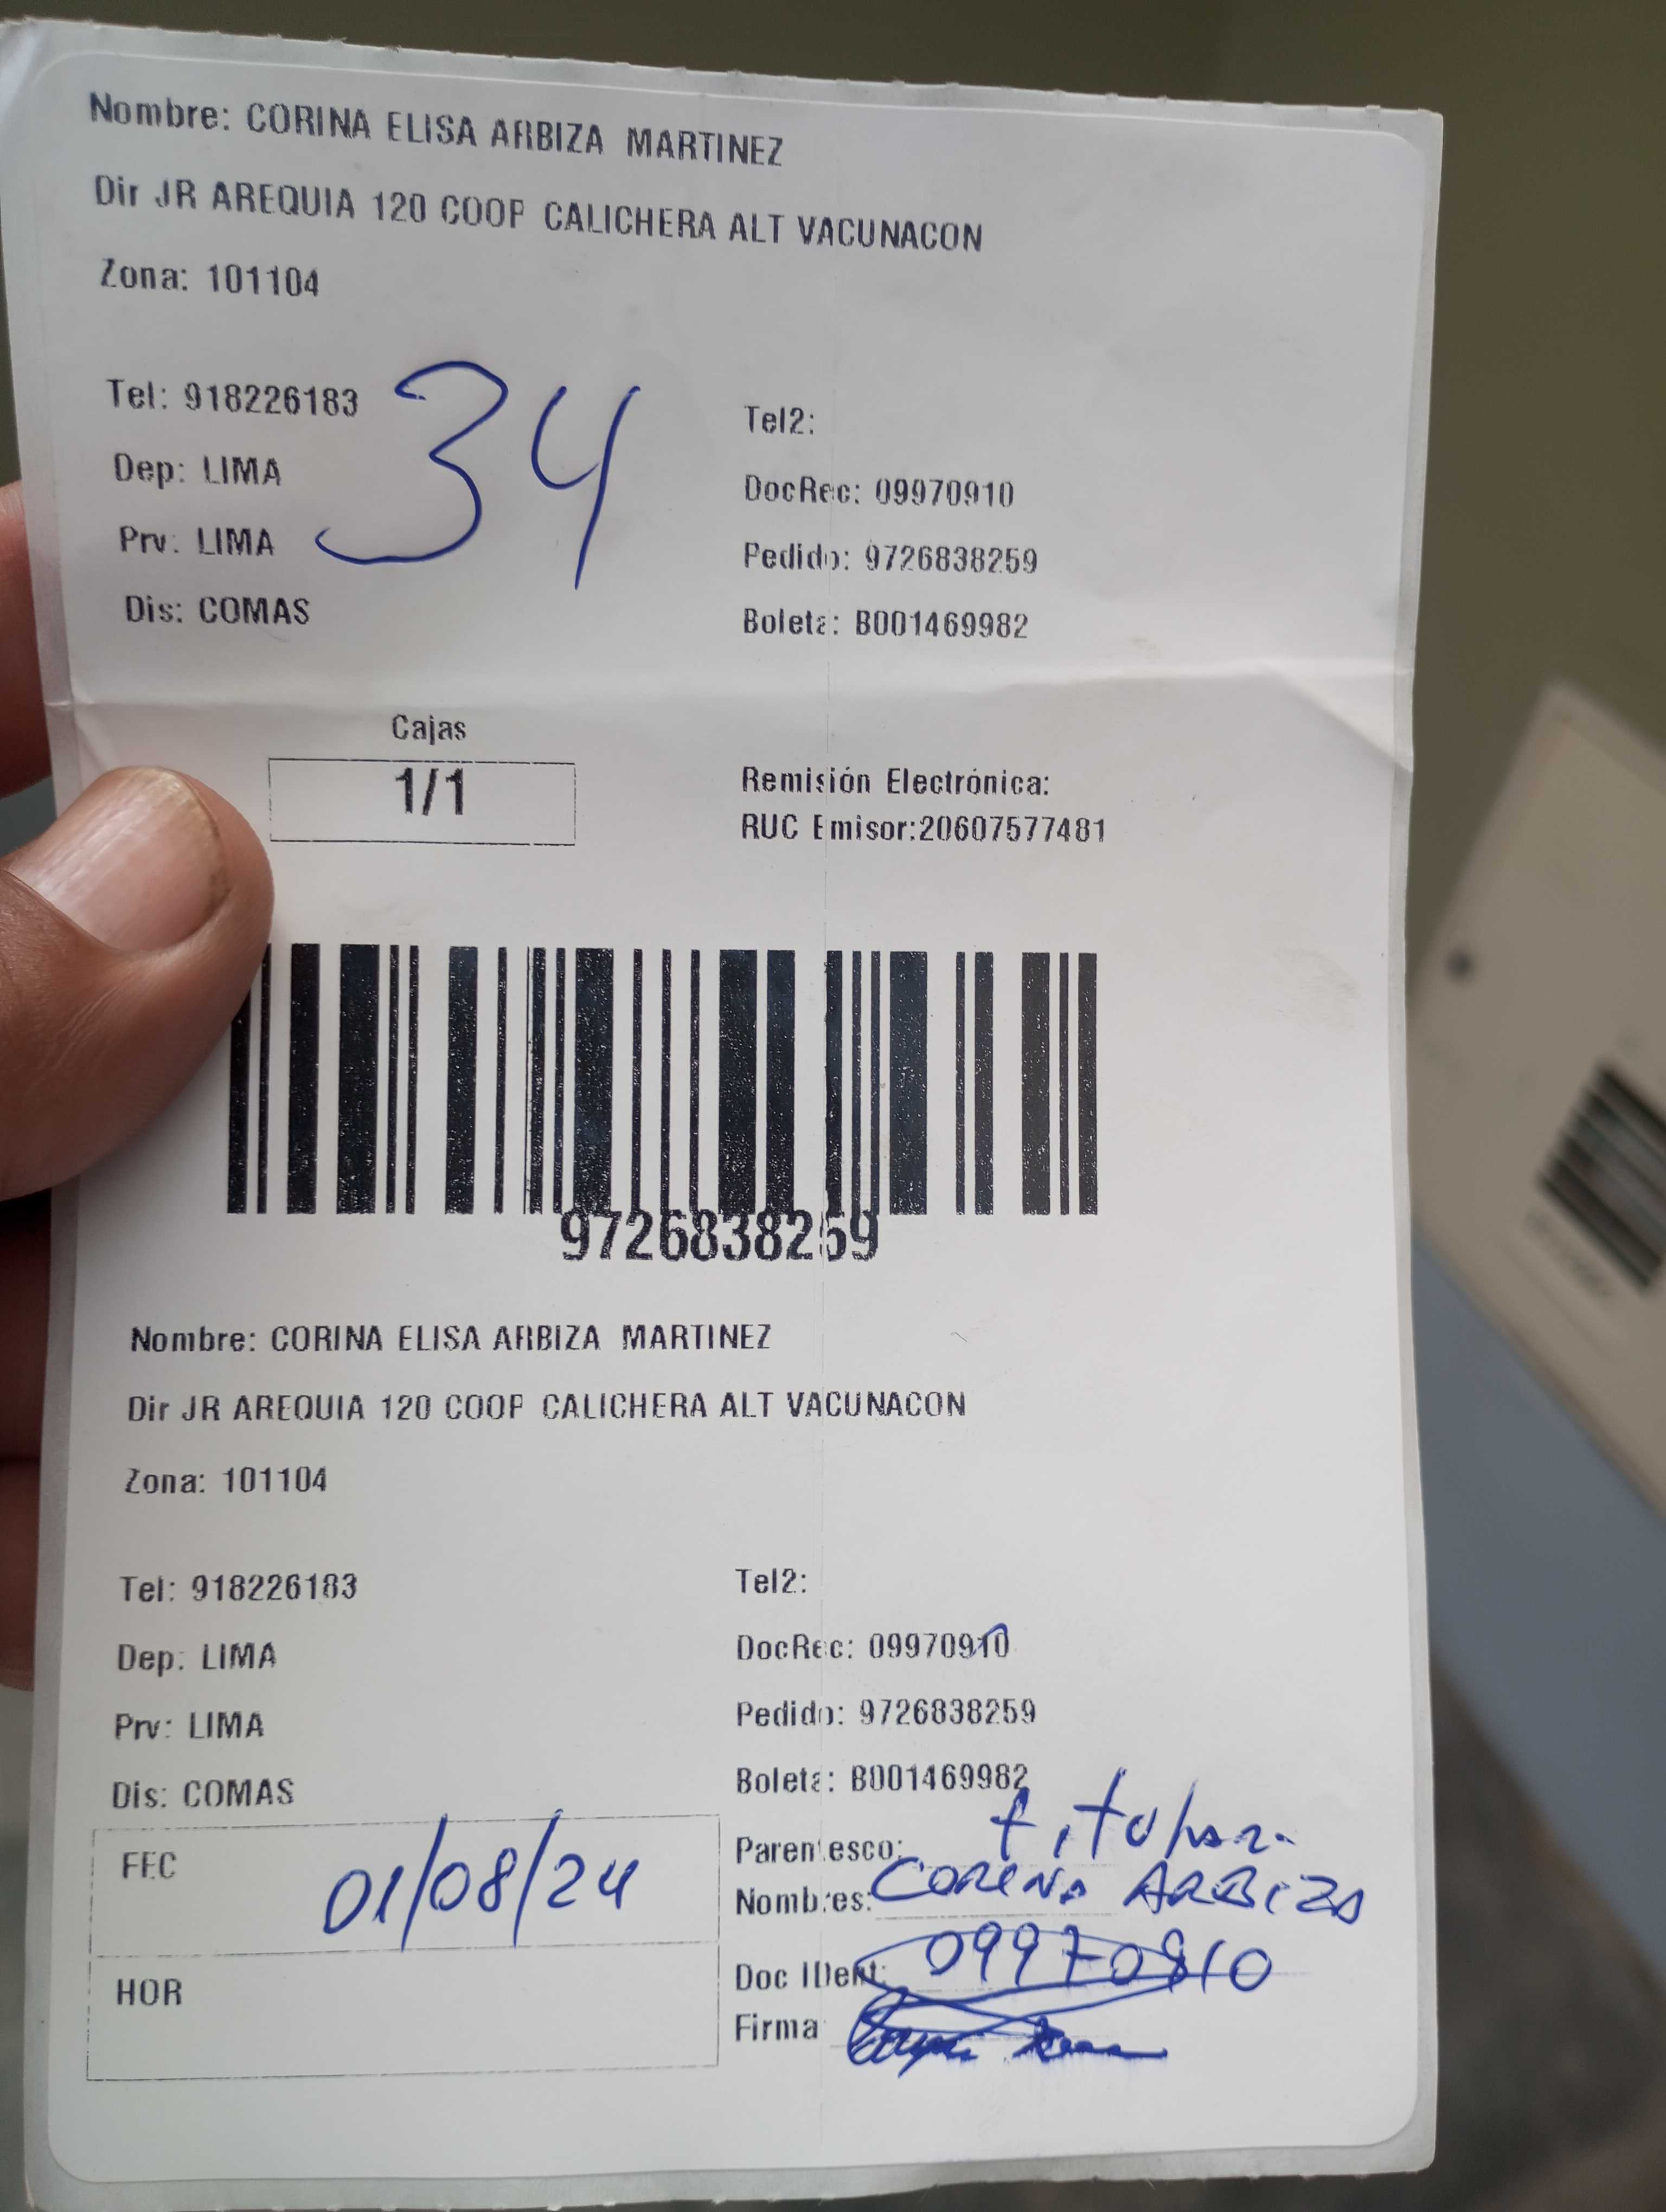 Nombre: CORINA ELISA ARBIZA MARTINEZ
Dir JR AREQUIA 120 COOP CALICHERA ALT VACUNACON
Zona: 101104
34
Tel: 918226183 Tel2:
Dep: LIMA DocRec: 09970910
Prv: LIMA Pedido: 9726838259
Dis: COMAS Boleta: B001469982
Cajas
1/1
Remisión Electrónica:
RUC Emisor:20607577481
9726838259
Nombre: CORINA ELISA ARBIZA MARTINEZ
Dir JR AREQUIA 120 COOP CALICHERA ALT VACUNACON
Zona: 101104
Tel: 918226183 Tel2:
Dep: LIMA DocRec: 09970910
Prv: LIMA Pedido: 9726838259
Dis: COMAS Boleta: B001469982
FEC 01/08/24
HOR
Parentesco: titular
Nombres: CORINA ARBIZA
Doc IDent: 09970810
Firma